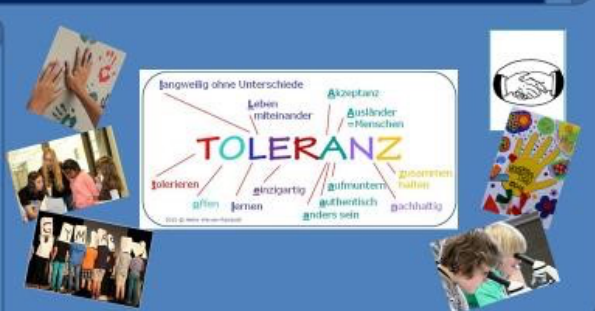 langweilig ohne Unterschiede
Akzeptanz
Leben
miteinander
Ausländer
=Menschen
TOLERANZ
tolerieren
offen
lernen
einzigartig
aufmuntern
authentisch
anders sein
zusammen
halten
nachhaltig
GYM